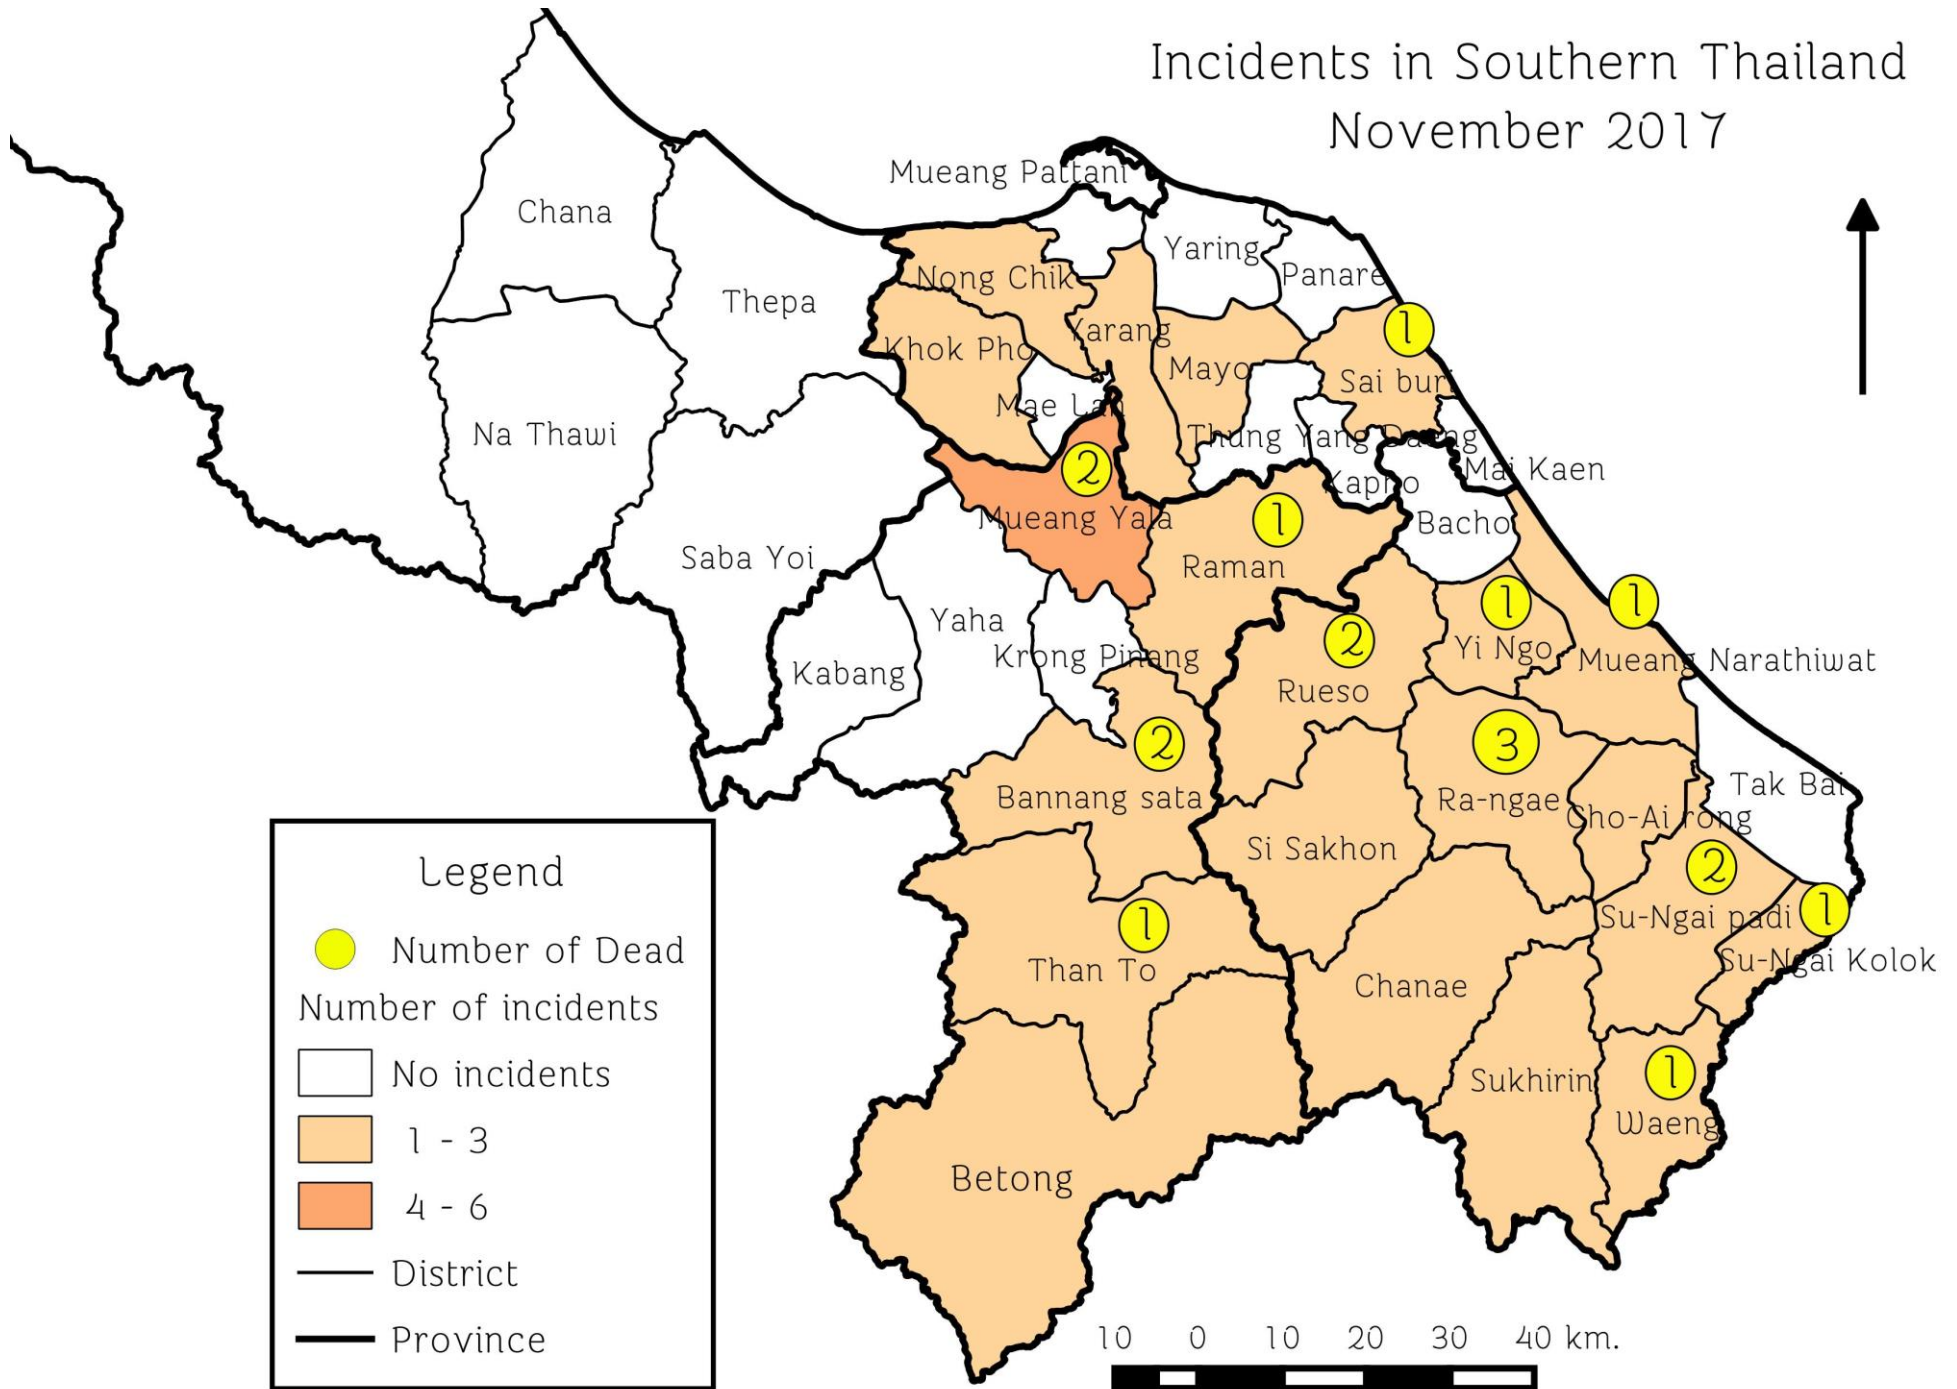 Incidents in Southern Thailand
November 2017
Mueang Pattani
Chana
Yaring
Panare
Nong Chik
Thepa
1
Yarang
Khok Pho
Mayo
Sai buri
Mae Lan
Na Thawi
Thung Yang Daeng
2
Mai Kaen
Kapho
Mueang Yala
1
Bacho
Saba Yoi
Raman
1
1
Yaha
2
Yi Ngo
Krong Pinang
Mueang Narathiwat
Kabang
Rueso
2
3
Tak Bai
Bannang sata
Ra-ngae
Cho-Ai rong
Si Sakhon
2
1
1
Su-Ngai padi
Su-Ngai Kolok
Than To
Chanae
1
Sukhirin
Waeng
Betong
Legend
Number of Dead
Number of incidents
No incidents
1 - 3
4 - 6
District
Province
10 0 10 20 30 40 km.